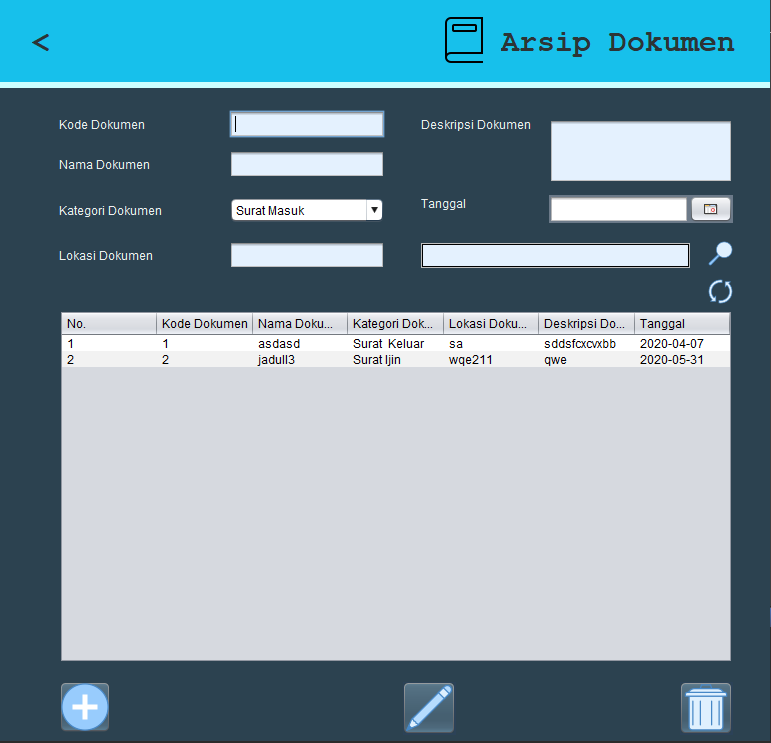 < Arsip Dokumen
Kode Dokumen
Deskripsi Dokumen
Nama Dokumen
Kategori Dokumen
Surat Masuk
Tanggal
Lokasi Dokumen
No. Kode Dokumen Nama Doku... Kategori Dok... Lokasi Doku... Deskripsi Do... Tanggal
1 1 asdasd Surat Keluar sa sddsfcxcvxbb 2020-04-07
2 2 jadull3 Surat Ijin wqe211 qwe 2020-05-31